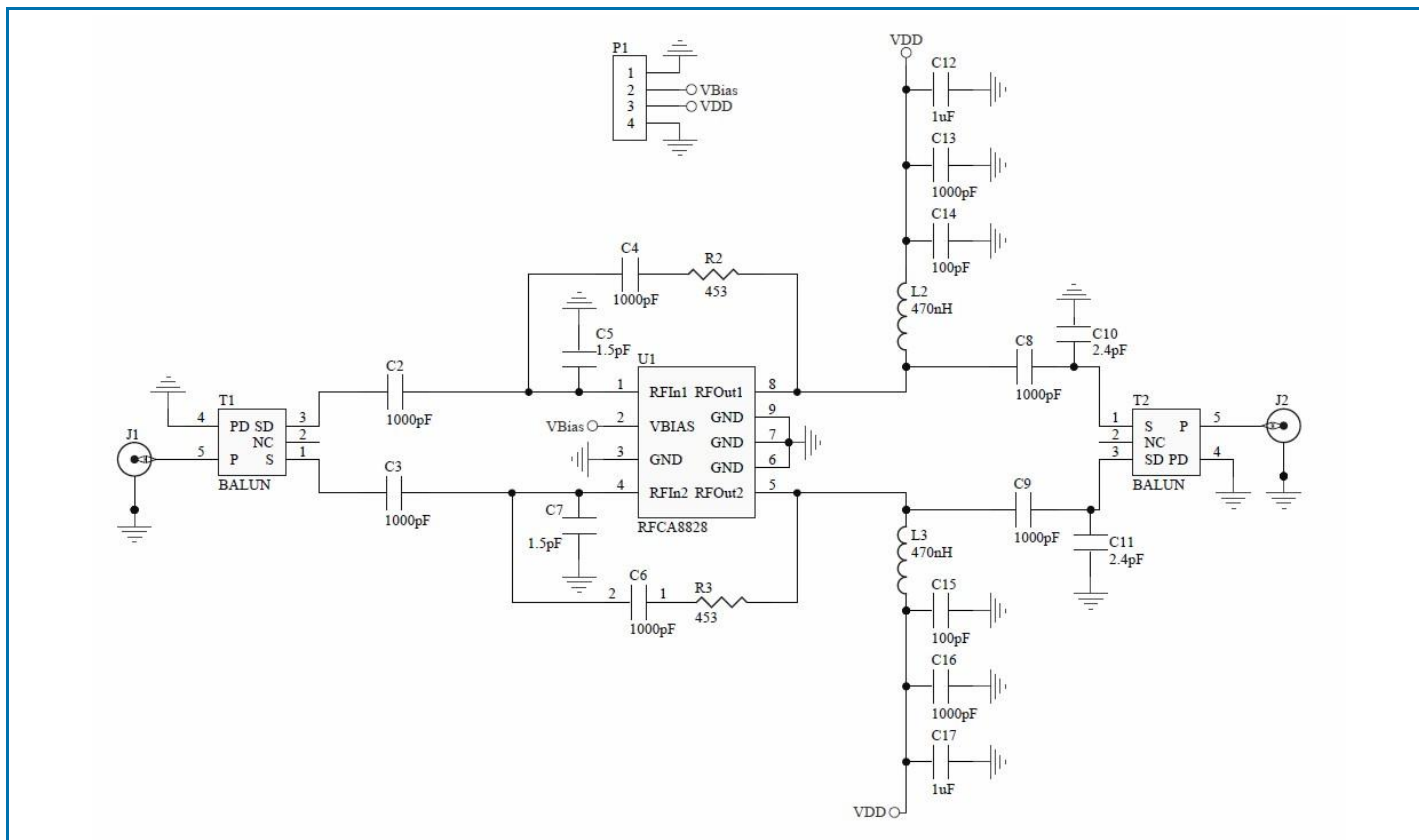 P1
1
2
3
4
VBias
VDD
VDD
C12
1uF
C13
1000pF
C14
100pF
L2
470nH
C4
1000pF
R2
453
C5
1.5pF
C2
1000pF
C3
1000pF
J1
T1
4
5
PD SD
NC
P S
3
2
1
BALUN
U1
1
2
3
4
VBias
RFIn1 RFOut1
VBIAS
GND
RFIn2 RFOut2
GND
GND
GND
8
9
7
6
5
RFCA8828
C7
1.5pF
C6
2 1
1000pF
R3
453
C8
1000pF
C10
2.4pF
C9
1000pF
C11
2.4pF
T2
1
2
3
S P
NC
SD PD
5
4
BALUN
J2
L3
470nH
C15
100pF
C16
1000pF
C17
1uF
VDD